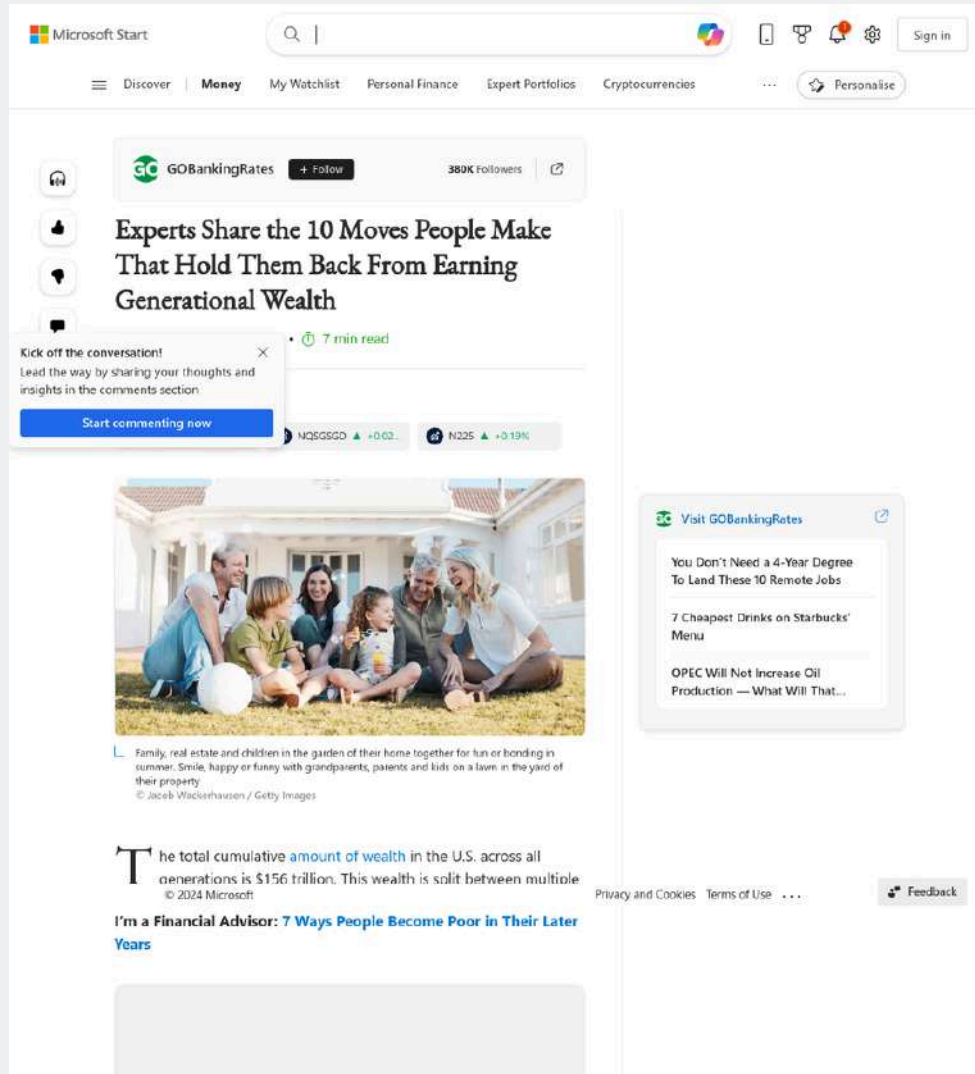 Microsoft Start
1
Sign in
Discover
Money
My Watchlist
Personal Finance
Expert Portfolios
Cryptocurrencies
...
Personalise
GO GOBankingRates
+ Follow
380K Followers
Experts Share the 10 Moves People Make
That Hold Them Back From Earning
Generational Wealth
• 7 min read
Kick off the conversation!
Lead the way by sharing your thoughts and
insights in the comments section
Start commenting now
NQSGSGD ▲ +0.02...
N225 ▲ +0.19%
GO Visit GOBankingRates
You Don't Need a 4-Year Degree
To Land These 10 Remote Jobs
7 Cheapest Drinks on Starbucks'
Menu
OPEC Will Not Increase Oil
Production — What Will That...
Family, real estate and children in the garden of their home together for fun or bonding in
summer. Smile, happy or funny with grandparents, parents and kids on a lawn in the yard of
their property
© Jacob Wackerhausen / Getty Images
The total cumulative amount of wealth in the U.S. across all
generations is $156 trillion. This wealth is split between multiple
© 2024 Microsoft
Privacy and Cookies
Terms of Use
...
Feedback
I'm a Financial Advisor: 7 Ways People Become Poor in Their Later
Years